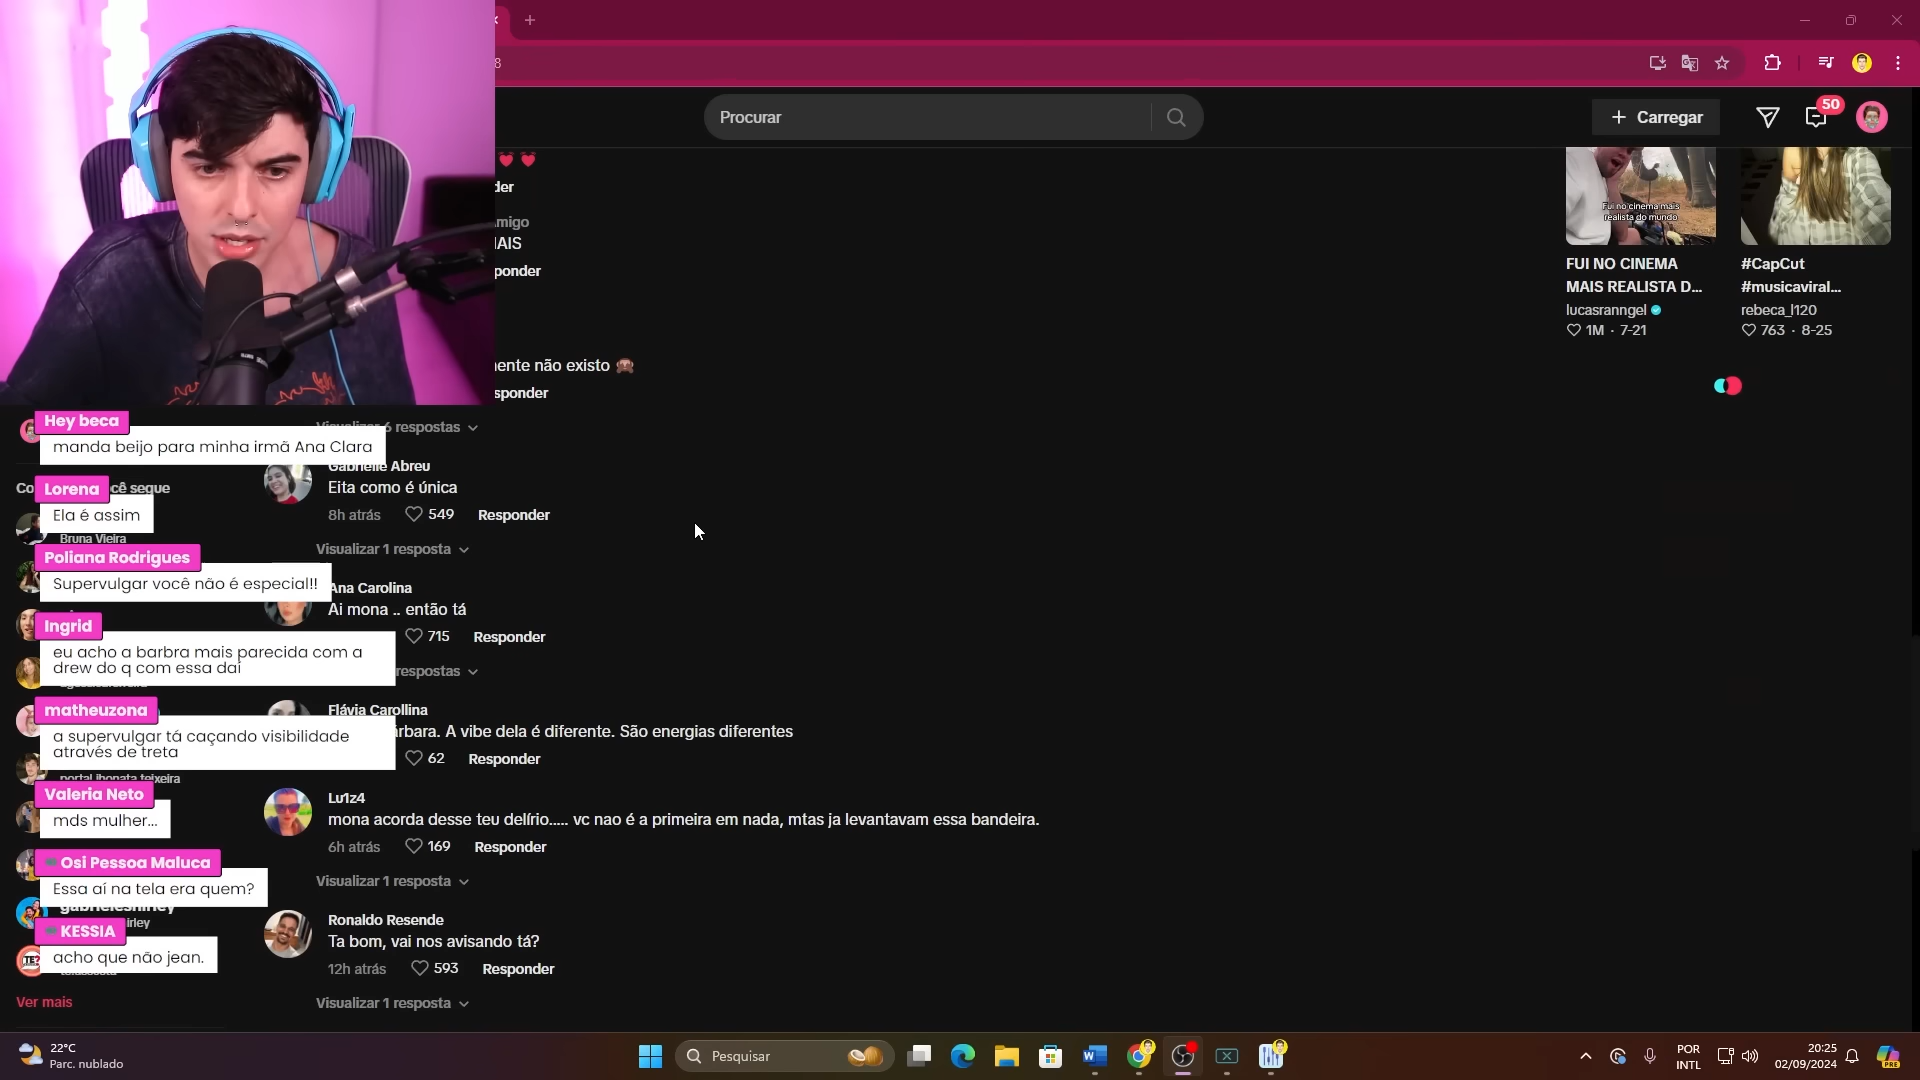 8
Procurar
Carregar
50
der
Amigo
IAIS
ponder
ente não existo
sponder
Fui no cinema mais
realista do mundo
FUI NO CINEMA
MAIS REALISTA D...
lucasranngel
1M · 7-21
#CapCut
#musicaviral...
rebeca_l120
763 · 8-25
Hey beca
manda beijo para minha irmã Ana Clara
Visualizar 6 respostas
Gabrielle Abreu
Eita como é única
8h atrás 549 Responder
Visualizar 1 resposta
Co
cê segue
Lorena
Ela é assim
Bruna Vieira
Poliana Rodrigues
Supervulgar você não é especial!!
Ana Carolina
Ai mona .. então tá
715 Responder
respostas
Ingrid
eu acho a barbra mais parecida com a
drew do q com essa daí
Flávia Carollina
árbara. A vibe dela é diferente. São energias diferentes
62 Responder
matheuzona
a supervulgar tá caçando visibilidade
através de treta
portal jhonata teixeira
Valeria Neto
mds mulher...
Lu1z4
mona acorda desse teu delírio..... vc nao é a primeira em nada, mtas ja levantavam essa bandeira.
6h atrás 169 Responder
Visualizar 1 resposta
Osi Pessoa Maluca
Essa aí na tela era quem?
irley
KESSIA
acho que não jean.
Ronaldo Resende
Ta bom, vai nos avisando tá?
12h atrás 593 Responder
Visualizar 1 resposta
Ver mais
22°C
Parc. nublado
Pesquisar
POR
INTL
20:25
02/09/2024
PRE